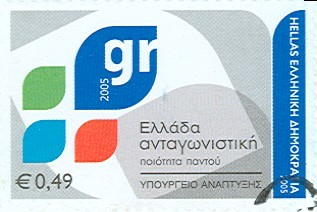 gr
2005
Ελλάδα
ανταγωνιστική
ποιότητα παντού
ΥΠΟΥΡΓΕΙΟ ΑΝΑΠΤΥΞΗΣ
€0,49
HELLAS ΕΛΛΗΝΙΚΗ ΔΗΜΟΚΡΑΤΙΑ
2005